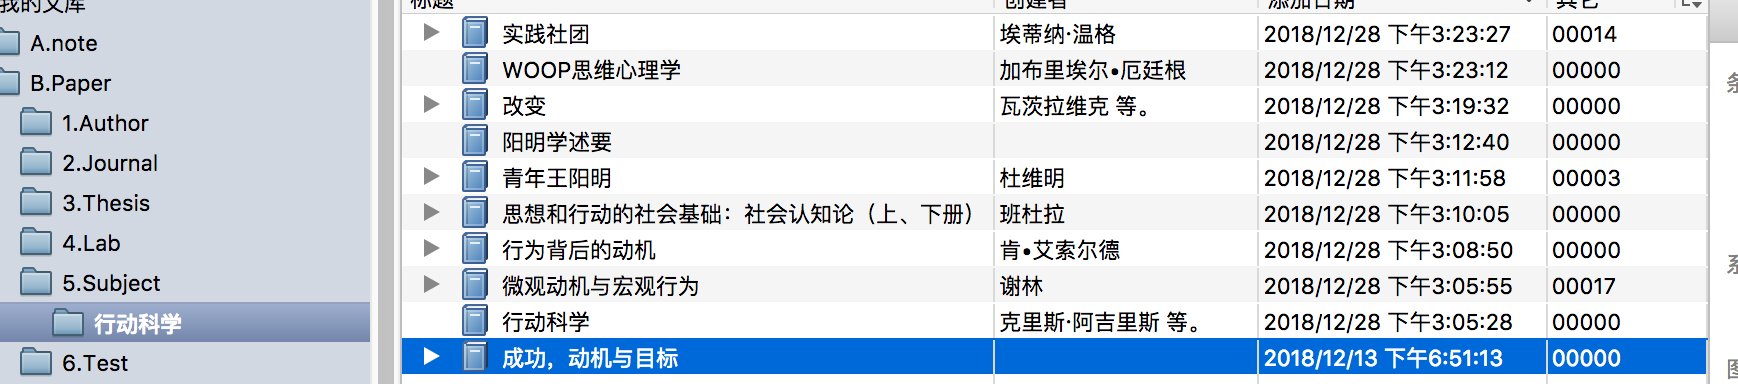 我的文库
A.note
B.Paper
1.Author
2.Journal
3.Thesis
4.Lab
5.Subject
行动科学
6.Test
标题 创建者 添加日期 其它
实践社团 埃蒂纳·温格 2018/12/28 下午3:23:27 00014
WOOP思维心理学 加布里埃尔•厄廷根 2018/12/28 下午3:23:12 00000
改变 瓦茨拉维克 等。 2018/12/28 下午3:19:32 00000
阳明学述要 2018/12/28 下午3:12:40 00000
青年王阳明 杜维明 2018/12/28 下午3:11:58 00003
思想和行动的社会基础：社会认知论（上、下册） 班杜拉 2018/12/28 下午3:10:05 00000
行为背后的动机 肯•艾索尔德 2018/12/28 下午3:08:50 00000
微观动机与宏观行为 谢林 2018/12/28 下午3:05:55 00017
行动科学 克里斯·阿吉里斯 等。 2018/12/28 下午3:05:28 00000
成功，动机与目标 2018/12/13 下午6:51:13 00000